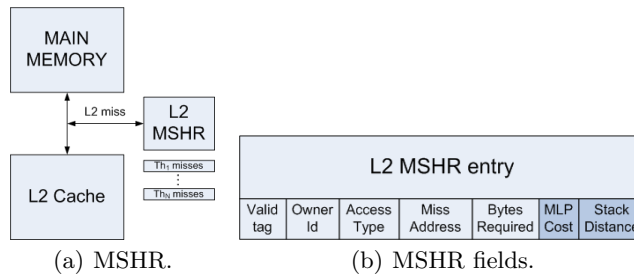 MAIN
MEMORY
L2 miss
L2
MSHR
Th1 misses
⋮
ThN misses
L2 Cache
(a) MSHR.
L2 MSHR entry
Valid tag
Owner Id
Access Type
Miss Address
Bytes Required
MLP Cost
Stack Distance
(b) MSHR fields.